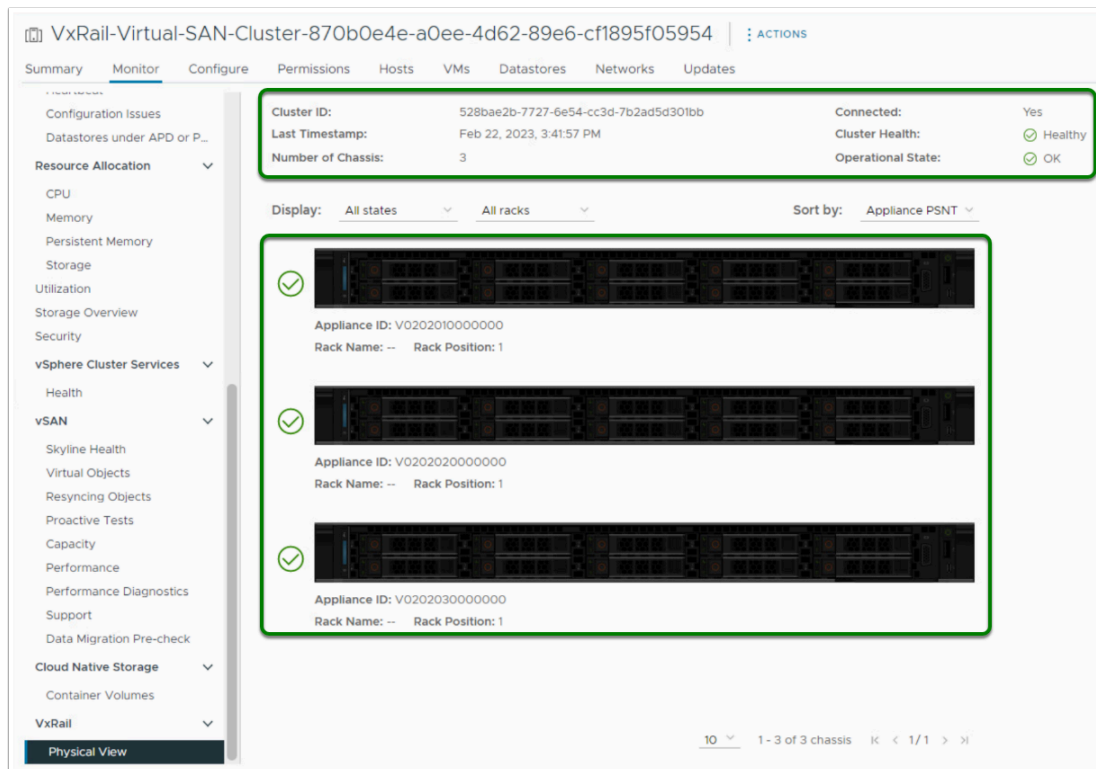 VxRail-Virtual-SAN-Cluster-870b0e4e-a0ee-4d62-89e6-cf1895f05954 ACTIONS
Summary Monitor Configure Permissions Hosts VMs Datastores Networks Updates
Configuration Issues
Datastores under APD or P...
Resource Allocation
CPU
Memory
Persistent Memory
Storage
Utilization
Storage Overview
Security
vSphere Cluster Services
Health
vSAN
Skyline Health
Virtual Objects
Resyncing Objects
Proactive Tests
Capacity
Performance
Performance Diagnostics
Support
Data Migration Pre-check
Cloud Native Storage
Container Volumes
VxRail
Physical View
Cluster ID: 528bae2b-7727-6e54-cc3d-7b2ad5d301bb Connected: Yes
Last Timestamp: Feb 22, 2023, 3:41:57 PM Cluster Health: Healthy
Number of Chassis: 3 Operational State: OK
Display: All states All racks Sort by: Appliance PSNT
Appliance ID: V0202010000000
Rack Name: -- Rack Position: 1
Appliance ID: V0202020000000
Rack Name: -- Rack Position: 1
Appliance ID: V0202030000000
Rack Name: -- Rack Position: 1
10 1 - 3 of 3 chassis 1 / 1